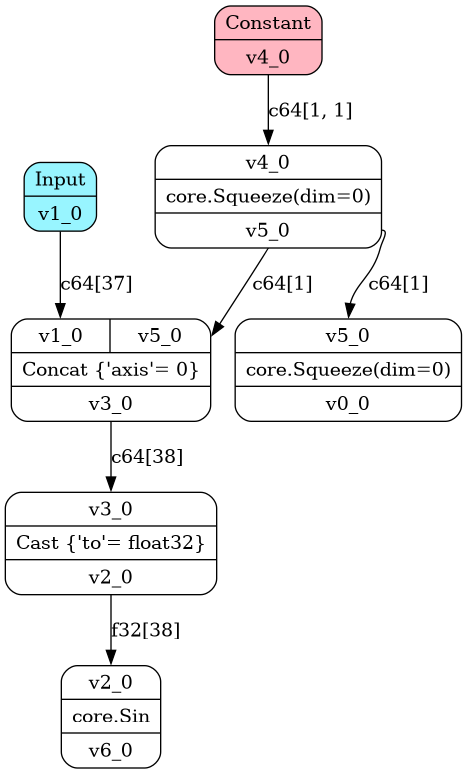 Constant
v4_0
c64[1, 1]
Input
v1_0
v4_0
core.Squeeze(dim=0)
v5_0
c64[37]
c64[1]
c64[1]
v1_0
v5_0
Concat {'axis'= 0}
v3_0
v5_0
core.Squeeze(dim=0)
v0_0
c64[38]
v3_0
Cast {'to'= float32}
v2_0
f32[38]
v2_0
core.Sin
v6_0